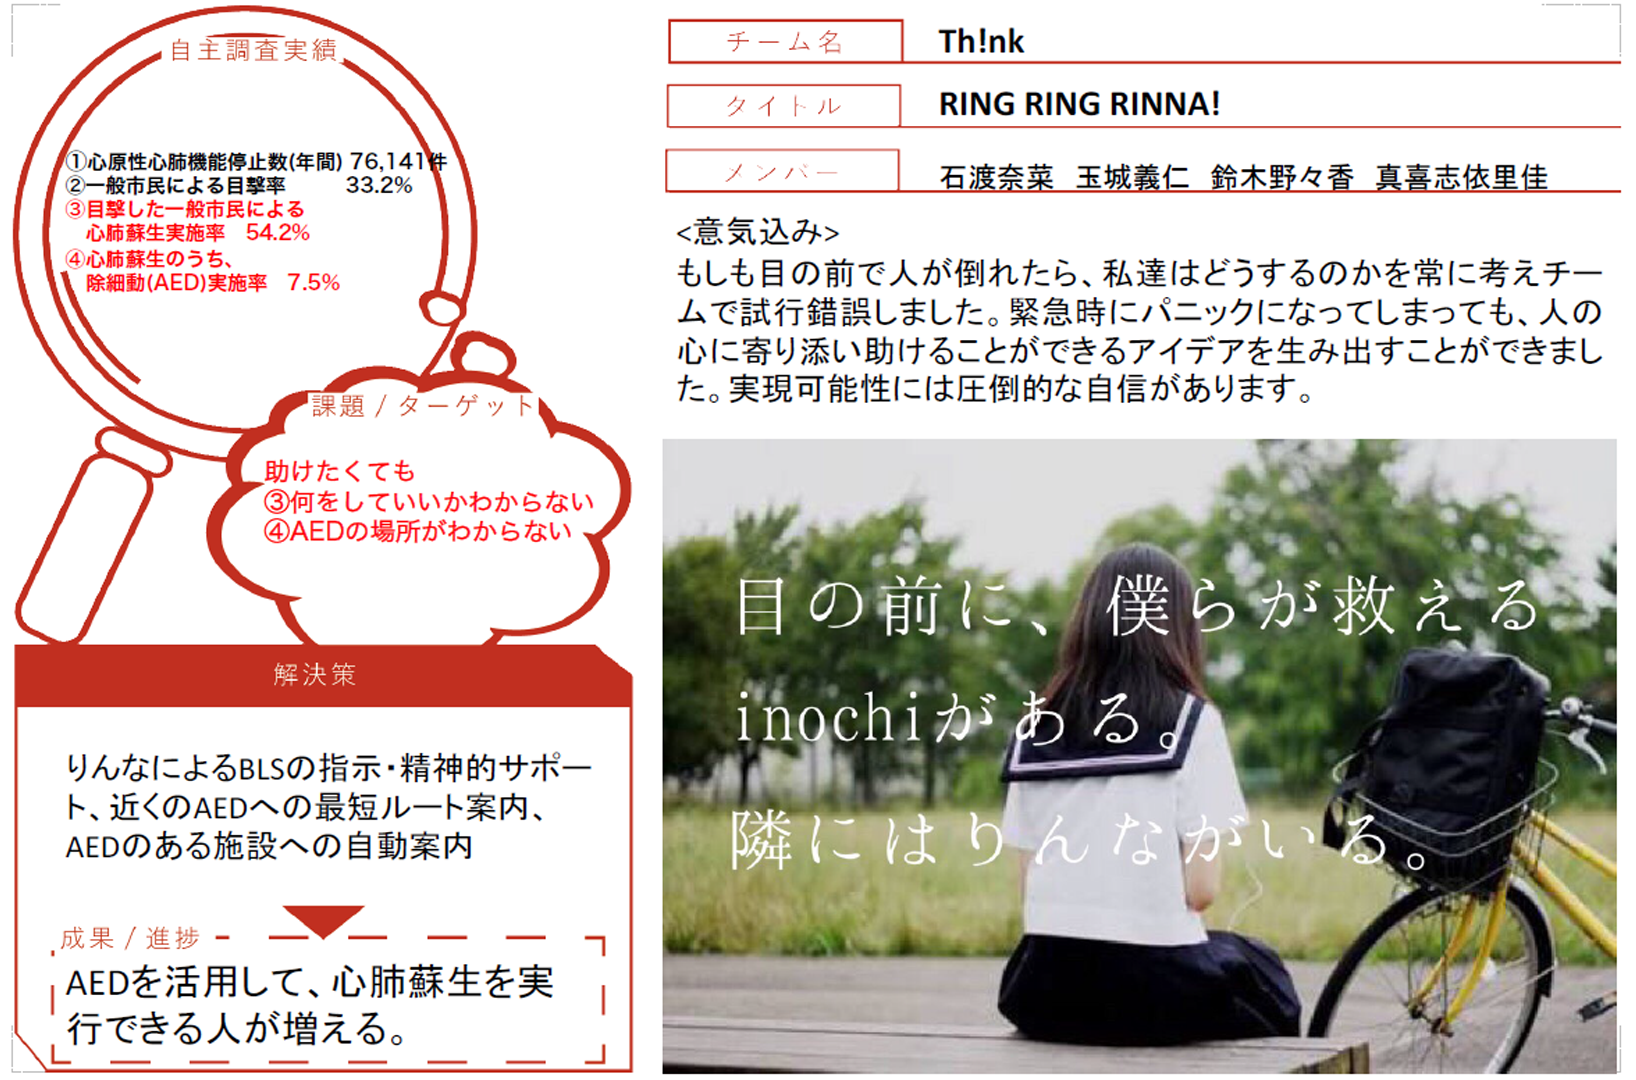 自主調査実績
①心原性心肺機能停止数(年間) 76,141件
②一般市民による目撃率 33.2%
③目撃した一般市民による
心肺蘇生実施率 54.2%
④心肺蘇生のうち、
除細動(AED)実施率 7.5%
課題 / ターゲット
助けたくても
③何をしていいかわからない
④AEDの場所がわからない
解決策
りんなによるBLSの指示・精神的サポー
ト、近くのAEDへの最短ルート案内、
AEDのある施設への自動案内
成果 / 進捗
AEDを活用して、心肺蘇生を実
行できる人が増える。
チーム名 Th!nk
タイトル RING RING RINNA!
メンバー 石渡奈菜 玉城義仁 鈴木野々香 真喜志依里佳
<意気込み>
もしも目の前で人が倒れたら、私達はどうするのかを常に考えチー
ムで試行錯誤しました。緊急時にパニックになってしまっても、人の
心に寄り添い助けることができるアイデアを生み出すことができまし
た。実現可能性には圧倒的な自信があります。
目の前に、僕らが救える
inochiがある。
隣にはりんながいる。